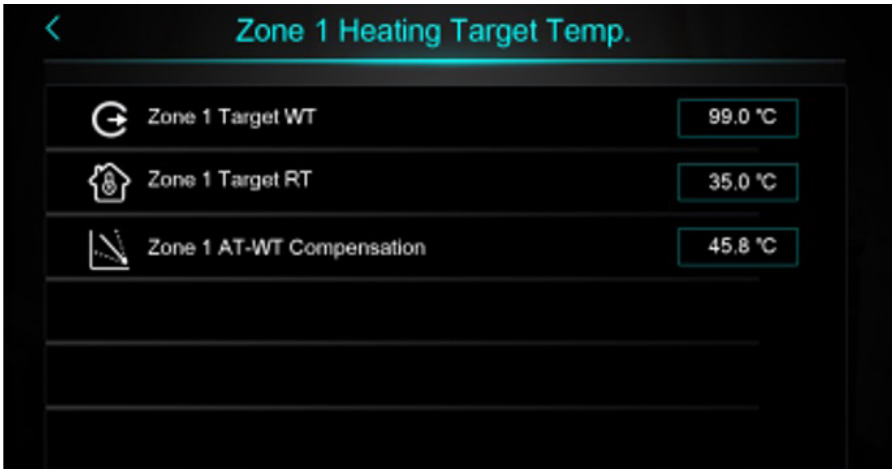 Zone 1 Heating Target Temp.
Zone 1 Target WT 99.0 °C
Zone 1 Target RT 35.0 °C
Zone 1 AT-WT Compensation 45.8 °C